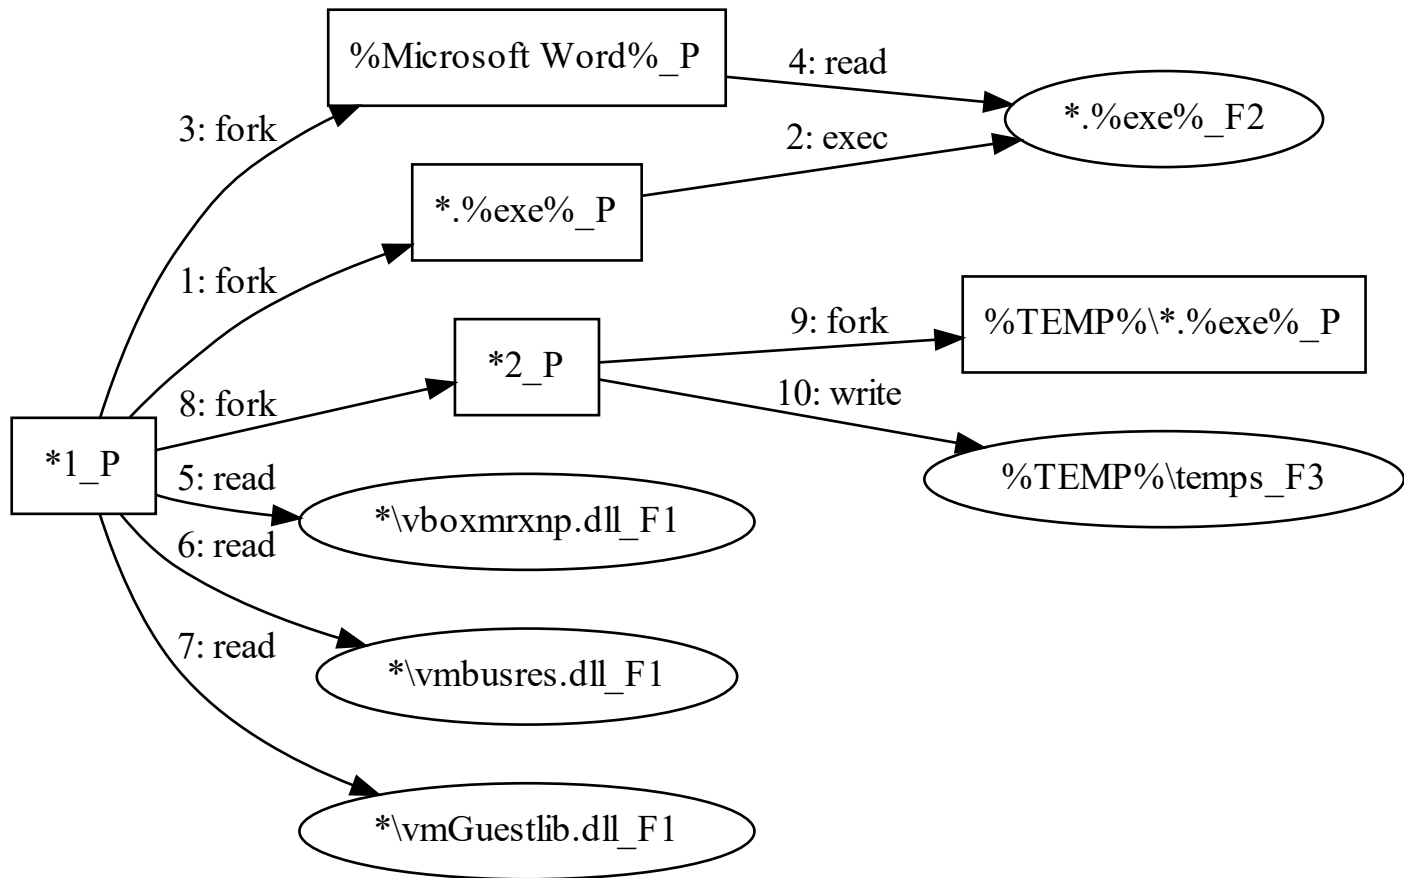 %Microsoft Word%_P
4: read
*.%exe%_F2
3: fork
2: exec
*.%exe%_P
1: fork
9: fork
%TEMP%\*.%exe%_P
*2_P
8: fork
10: write
*1_P
5: read
%TEMP%\temps_F3
*\vboxmrxnp.dll_F1
6: read
7: read
*\vmbusres.dll_F1
*\vmGuestlib.dll_F1